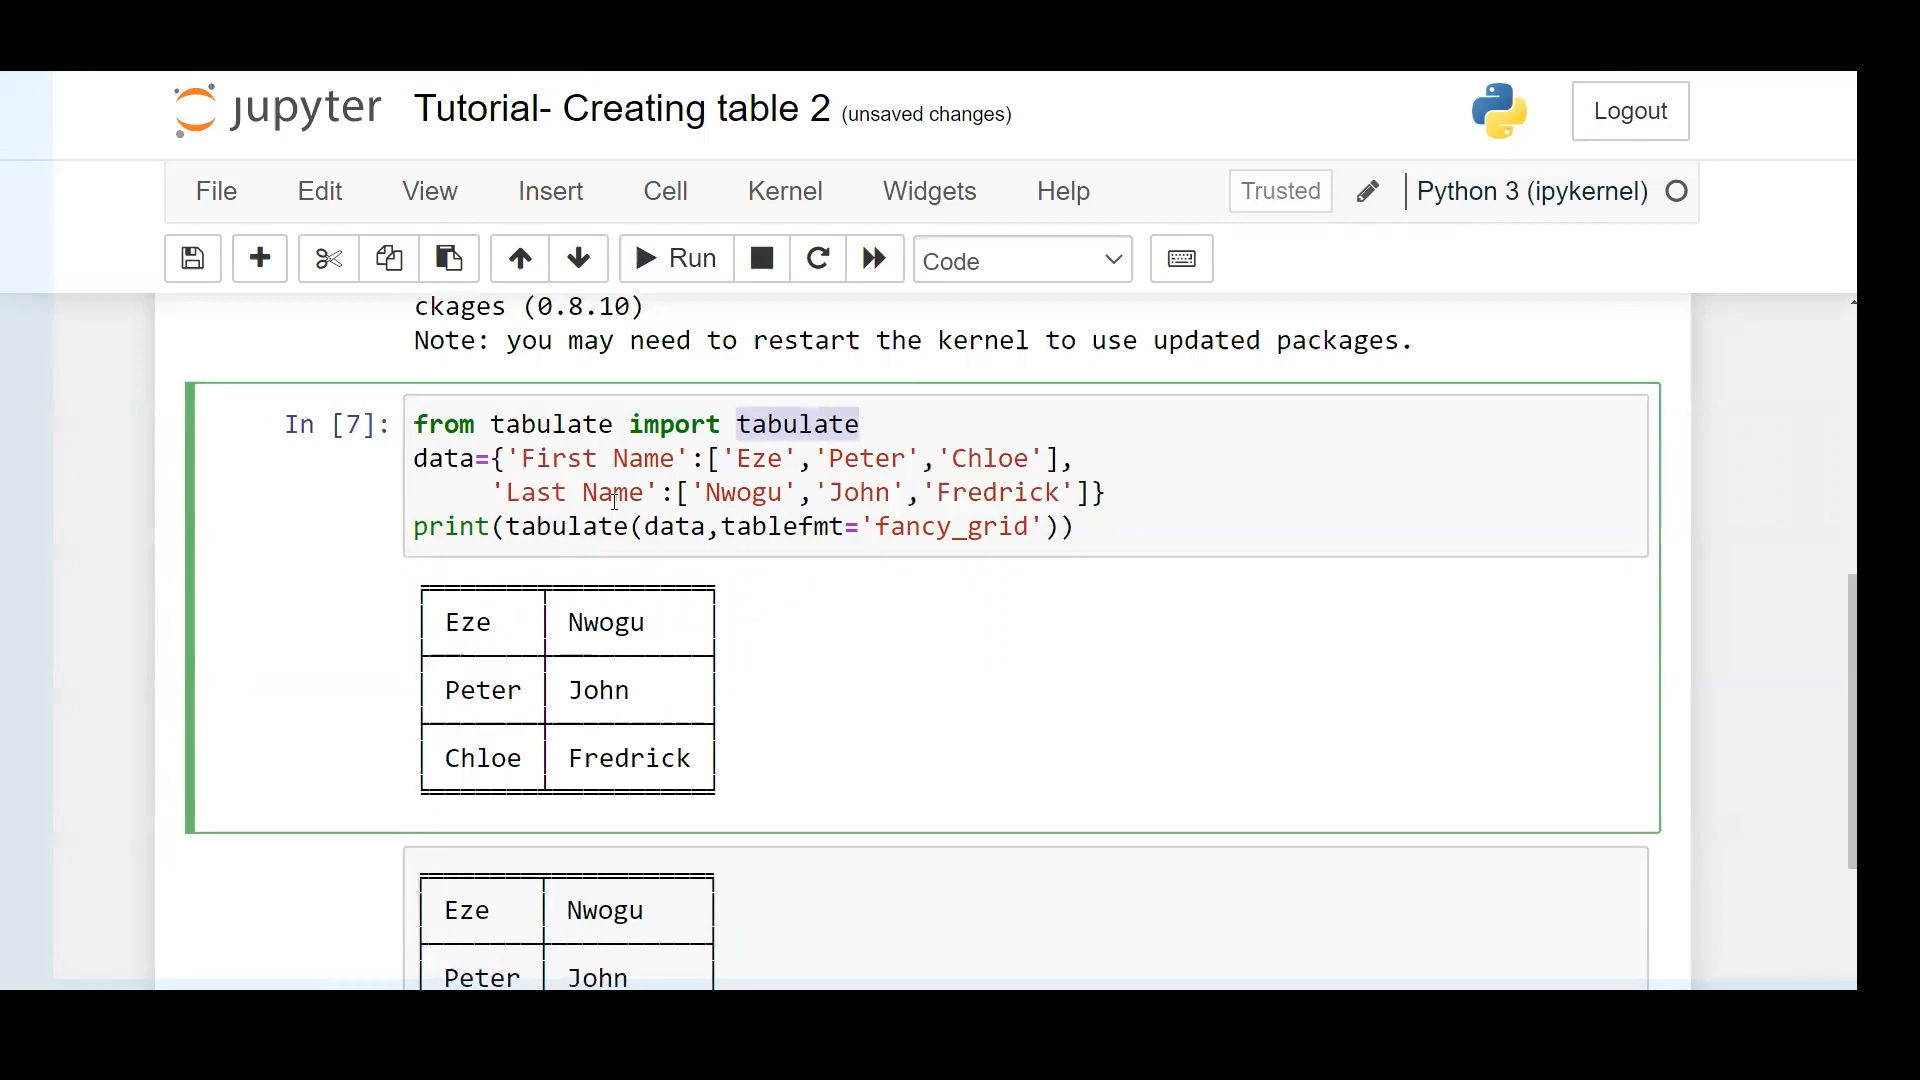 jupyter Tutorial- Creating table 2 (unsaved changes) Logout
File Edit View Insert Cell Kernel Widgets Help Trusted Python 3 (ipykernel)
Run Code
ckages (0.8.10)
Note: you may need to restart the kernel to use updated packages.
In [7]: from tabulate import tabulate
data={'First Name':['Eze','Peter','Chloe'],
'Last Name':['Nwogu','John','Fredrick']}
print(tabulate(data,tablefmt='fancy_grid'))
Eze Nwogu
Peter John
Chloe Fredrick
Eze Nwogu
Peter John